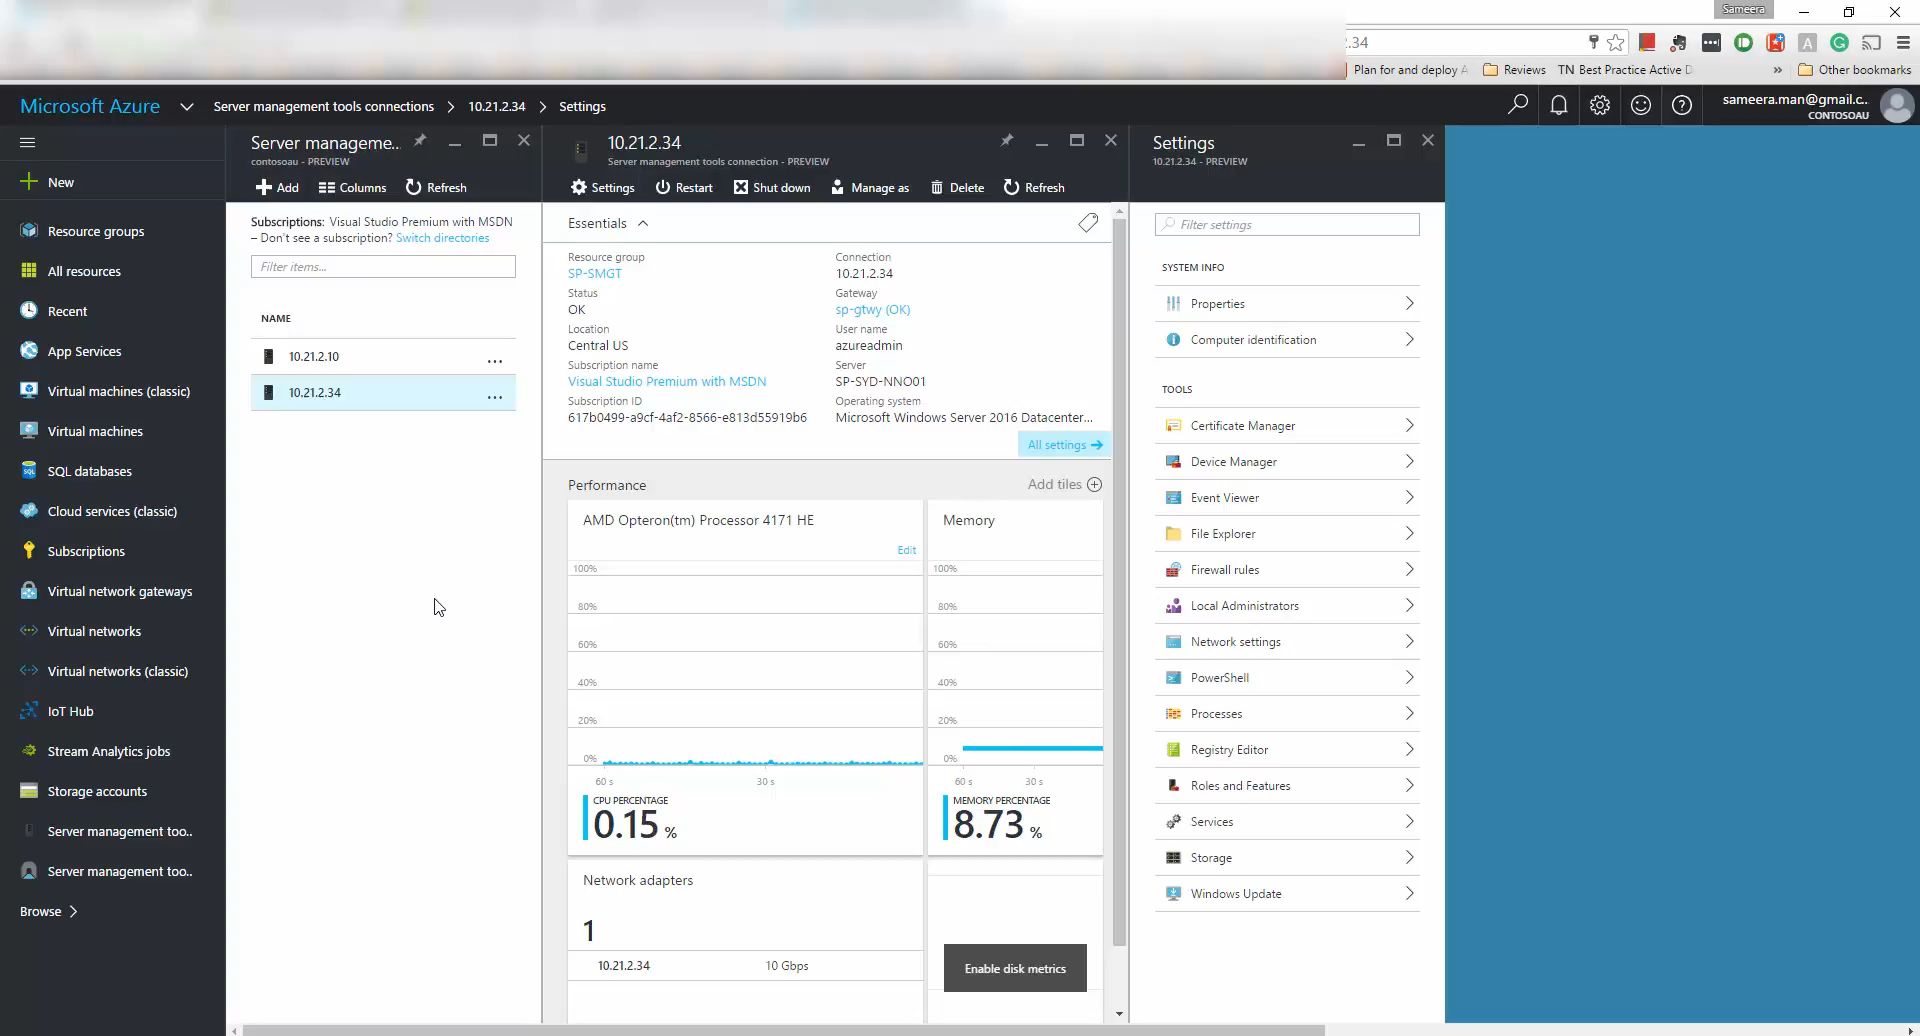 Sameera
:.34
Plan for and deploy A
Reviews
TN Best Practice Active D
»
Other bookmarks
Microsoft Azure
Server management tools connections > 10.21.2.34 > Settings
sameera.man@gmail.c...
CONTOSOAU
New
Resource groups
All resources
Recent
App Services
Virtual machines (classic)
Virtual machines
SQL databases
Cloud services (classic)
Subscriptions
Virtual network gateways
Virtual networks
Virtual networks (classic)
IoT Hub
Stream Analytics jobs
Storage accounts
Server management too..
Server management too..
Browse >
Server manageme...
contosoau - PREVIEW
Add
Columns
Refresh
Subscriptions: Visual Studio Premium with MSDN
– Don't see a subscription? Switch directories
Filter items...
NAME
10.21.2.10 ...
10.21.2.34 ...
10.21.2.34
Server management tools connection - PREVIEW
Settings
Restart
Shut down
Manage as
Delete
Refresh
Essentials
Resource group
SP-SMGT
Status
OK
Location
Central US
Subscription name
Visual Studio Premium with MSDN
Subscription ID
617b0499-a9cf-4af2-8566-e813d55919b6
Connection
10.21.2.34
Gateway
sp-gtwy (OK)
User name
azureadmin
Server
SP-SYD-NNO01
Operating system
Microsoft Windows Server 2016 Datacenter...
All settings →
Performance
Add tiles
AMD Opteron(tm) Processor 4171 HE
Edit
100%
80%
60%
40%
20%
0%
60 s
30 s
CPU PERCENTAGE
0.15 %
Memory
100%
80%
60%
40%
20%
0%
60 s
30 s
MEMORY PERCENTAGE
8.73 %
Network adapters
1
10.21.2.34 10 Gbps
Enable disk metrics
Settings
10.21.2.34 - PREVIEW
Filter settings
SYSTEM INFO
Properties
Computer identification
TOOLS
Certificate Manager
Device Manager
Event Viewer
File Explorer
Firewall rules
Local Administrators
Network settings
PowerShell
Processes
Registry Editor
Roles and Features
Services
Storage
Windows Update